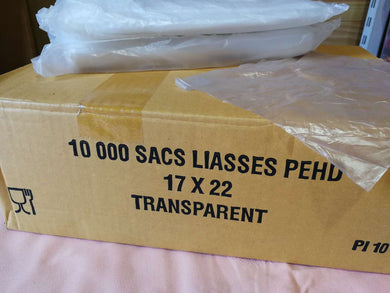 10 000 SACS LIASSES PEHD
17 X 22
TRANSPARENT
PI 10